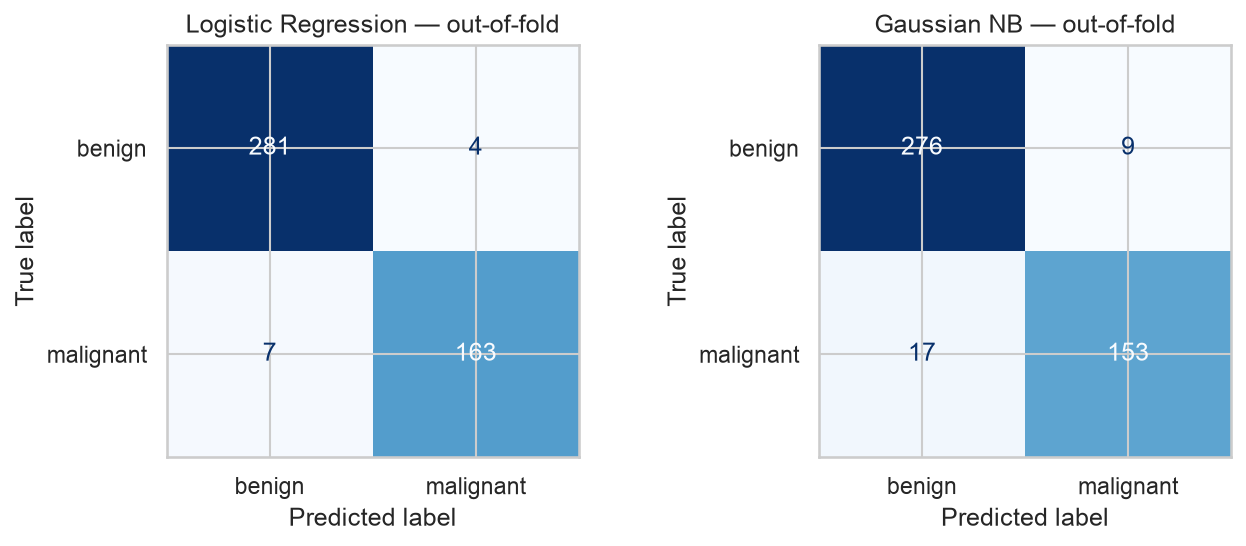 Logistic Regression — out-of-fold
True label
benign
281
4
malignant
7
163
benign
malignant
Predicted label
Gaussian NB — out-of-fold
True label
benign
276
9
malignant
17
153
benign
malignant
Predicted label